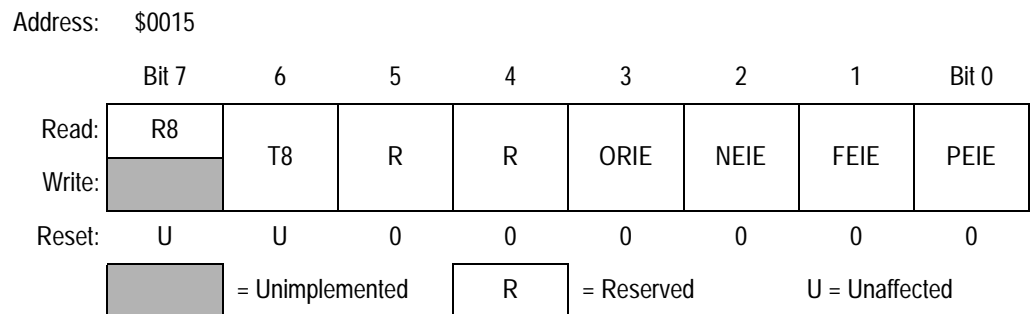 Address: $0015
Bit 7 6 5 4 3 2 1 Bit 0
Read: R8
T8 R R ORIE NEIE FEIE PEIE
Write:
Reset: U U 0 0 0 0 0 0
= Unimplemented R = Reserved U = Unaffected